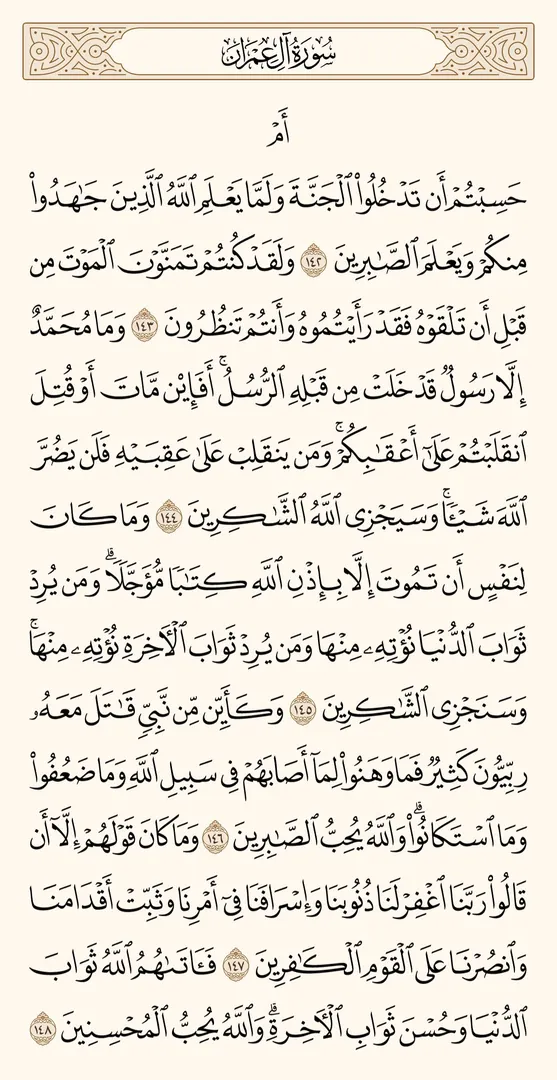 سُورَةُ آلِ عِمْرَانَ
أَمْ
حَسِبْتُمْ أَن تَدْخُلُوا۟ ٱلْجَنَّةَ وَلَمَّا يَعْلَمِ ٱللَّهُ ٱلَّذِينَ جَـٰهَدُوا۟
مِنكُمْ وَيَعْلَمَ ٱلصَّـٰبِرِينَ ١٤٢ وَلَقَدْ كُنتُمْ تَمَنَّوْنَ ٱلْمَوْتَ مِن
قَبْلِ أَن تَلْقَوْهُ فَقَدْ رَأَيْتُمُوهُ وَأَنتُمْ تَنظُرُونَ ١٤٣ وَمَا مُحَمَّدٌ
إِلَّا رَسُولٌ قَدْ خَلَتْ مِن قَبْلِهِ ٱلرُّسُلُ ۚ أَفَإِي۟ن مَّاتَ أَوْ قُتِلَ
ٱنقَلَبْتُمْ عَلَىٰٓ أَعْقَـٰبِكُمْ ۚ وَمَن يَنقَلِبْ عَلَىٰ عَقِبَيْهِ فَلَن يَضُرَّ
ٱللَّهَ شَيْـًٔا ۗ وَسَيَجْزِى ٱللَّهُ ٱلشَّـٰكِرِينَ ١٤٤ وَمَا كَانَ
لِنَفْسٍ أَن تَمُوتَ إِلَّا بِإِذْنِ ٱللَّهِ كِتَـٰبًا مُّؤَجَّلًا ۗ وَمَن يُرِدْ
ثَوَابَ ٱلدُّنْيَا نُؤْتِهِۦ مِنْهَا وَمَن يُرِدْ ثَوَابَ ٱلْـَٔاخِرَةِ نُؤْتِهِۦ مِنْهَا ۚ
وَسَنَجْزِى ٱلشَّـٰكِرِينَ ١٤٥ وَكَأَيِّن مِّن نَّبِىٍّ قَـٰتَلَ مَعَهُۥ
رِبِّيُّونَ كَثِيرٌ فَمَا وَهَنُوا۟ لِمَآ أَصَابَهُمْ فِى سَبِيلِ ٱللَّهِ وَمَا ضَعُفُوا۟
وَمَا ٱسْتَكَانُوا۟ ۗ وَٱللَّهُ يُحِبُّ ٱلصَّـٰبِرِينَ ١٤٦ وَمَا كَانَ قَوْلَهُمْ إِلَّآ أَن
قَالُوا۟ رَبَّنَا ٱغْفِرْ لَنَا ذُنُوبَنَا وَإِسْرَافَنَا فِىٓ أَمْرِنَا وَثَبِّتْ أَقْدَامَنَا
وَٱنصُرْنَا عَلَى ٱلْقَوْمِ ٱلْكَـٰفِرِينَ ١٤٧ فَـَٔاتَىٰهُمُ ٱللَّهُ ثَوَابَ
ٱلدُّنْيَا وَحُسْنَ ثَوَابِ ٱلْـَٔاخِرَةِ ۗ وَٱللَّهُ يُحِبُّ ٱلْمُحْسِنِينَ ١٤٨